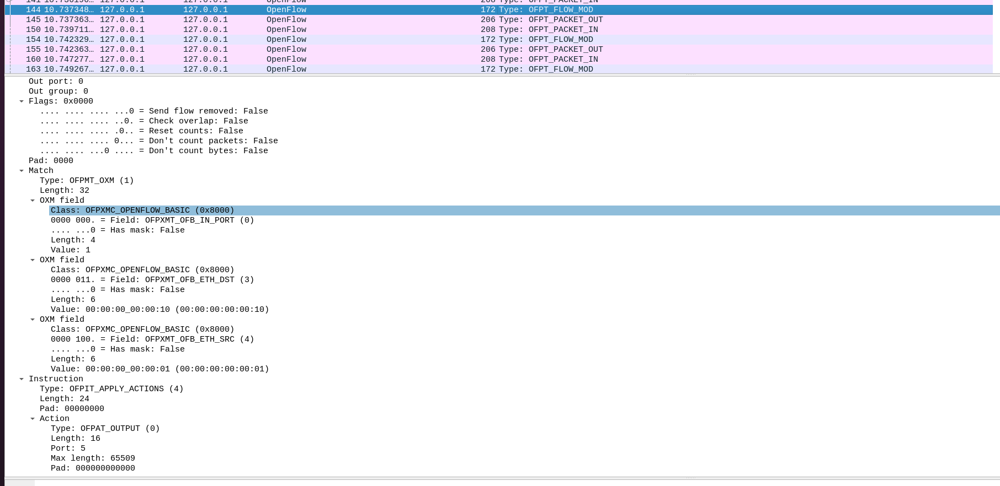 141 10.736196… 127.0.0.1 127.0.0.1 OpenFlow 208 Type: OFPT_PACKET_IN
144 10.737348… 127.0.0.1 127.0.0.1 OpenFlow 172 Type: OFPT_FLOW_MOD
145 10.737363… 127.0.0.1 127.0.0.1 OpenFlow 206 Type: OFPT_PACKET_OUT
150 10.739711… 127.0.0.1 127.0.0.1 OpenFlow 208 Type: OFPT_PACKET_IN
154 10.742329… 127.0.0.1 127.0.0.1 OpenFlow 172 Type: OFPT_FLOW_MOD
155 10.742363… 127.0.0.1 127.0.0.1 OpenFlow 206 Type: OFPT_PACKET_OUT
160 10.747277… 127.0.0.1 127.0.0.1 OpenFlow 208 Type: OFPT_PACKET_IN
163 10.749267… 127.0.0.1 127.0.0.1 OpenFlow 172 Type: OFPT_FLOW_MOD
Out port: 0
Out group: 0
Flags: 0x0000
.... .... .... ...0 = Send flow removed: False
.... .... .... ..0. = Check overlap: False
.... .... .... .0.. = Reset counts: False
.... .... .... 0... = Don't count packets: False
.... .... ...0 .... = Don't count bytes: False
Pad: 0000
Match
Type: OFPMT_OXM (1)
Length: 32
OXM field
Class: OFPXMC_OPENFLOW_BASIC (0x8000)
0000 000. = Field: OFPXMT_OFB_IN_PORT (0)
.... ...0 = Has mask: False
Length: 4
Value: 1
OXM field
Class: OFPXMC_OPENFLOW_BASIC (0x8000)
0000 011. = Field: OFPXMT_OFB_ETH_DST (3)
.... ...0 = Has mask: False
Length: 6
Value: 00:00:00_00:00:10 (00:00:00:00:00:10)
OXM field
Class: OFPXMC_OPENFLOW_BASIC (0x8000)
0000 100. = Field: OFPXMT_OFB_ETH_SRC (4)
.... ...0 = Has mask: False
Length: 6
Value: 00:00:00_00:00:01 (00:00:00:00:00:01)
Instruction
Type: OFPIT_APPLY_ACTIONS (4)
Length: 24
Pad: 00000000
Action
Type: OFPAT_OUTPUT (0)
Length: 16
Port: 5
Max length: 65509
Pad: 000000000000